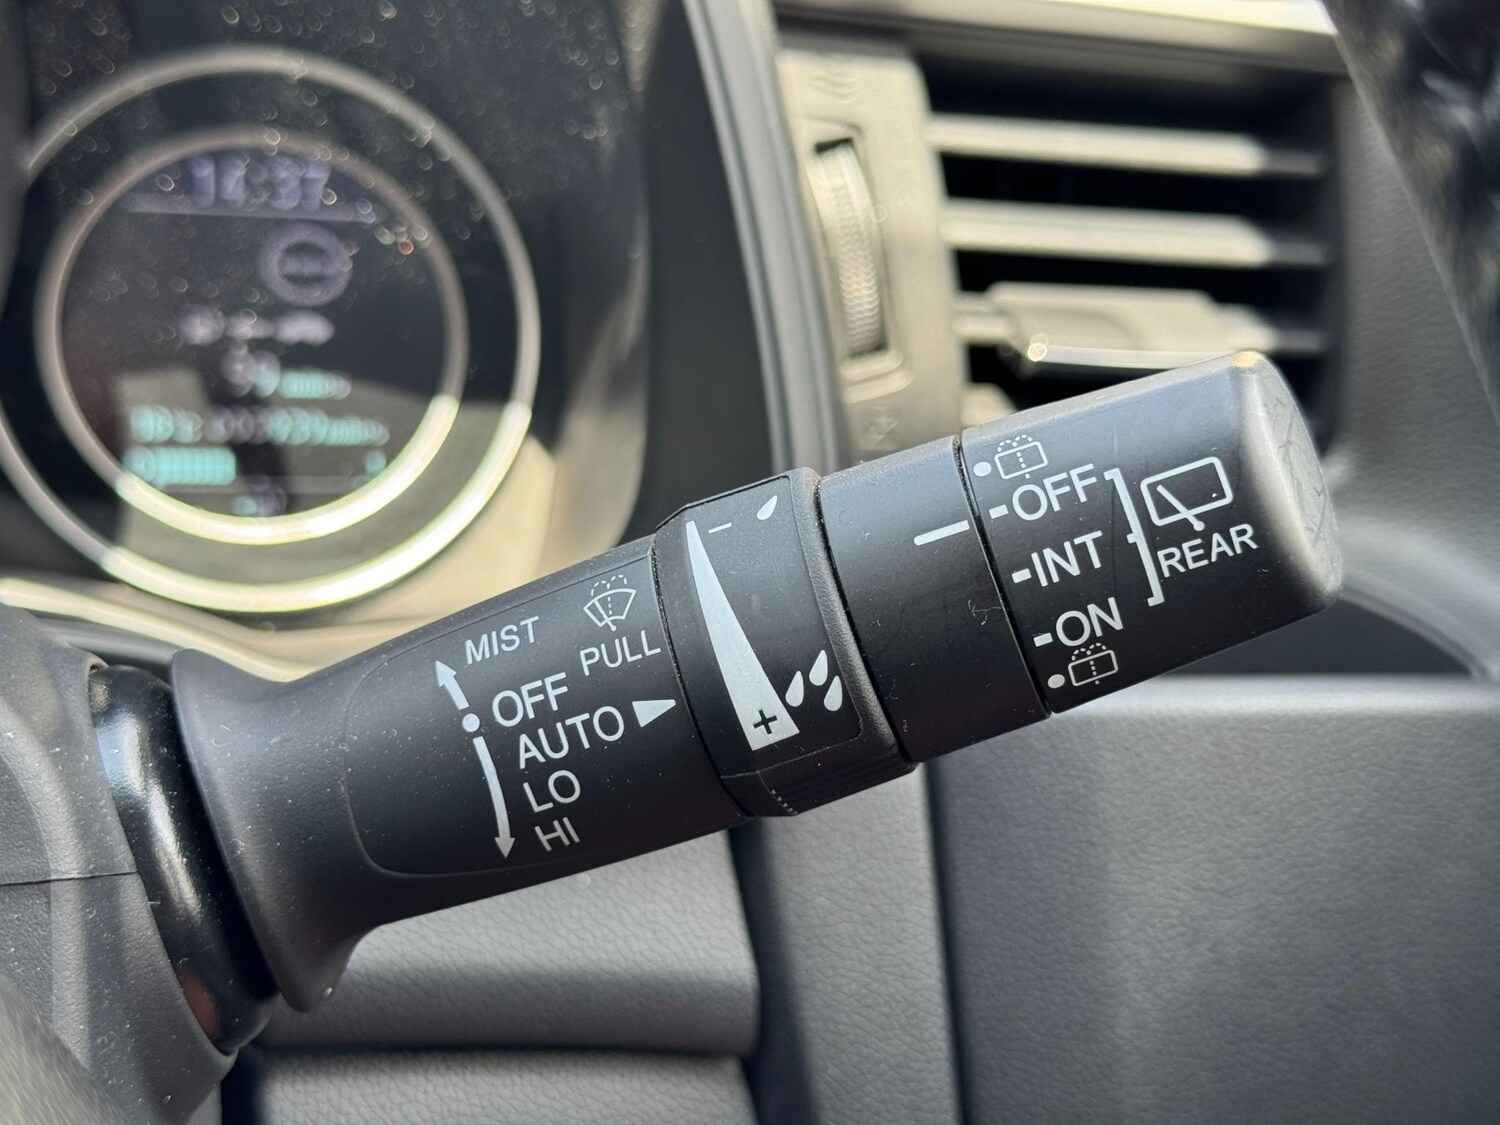 MIST
PULL
OFF
AUTO
LO
HI
-
+
-OFF
-INT
-ON
REAR